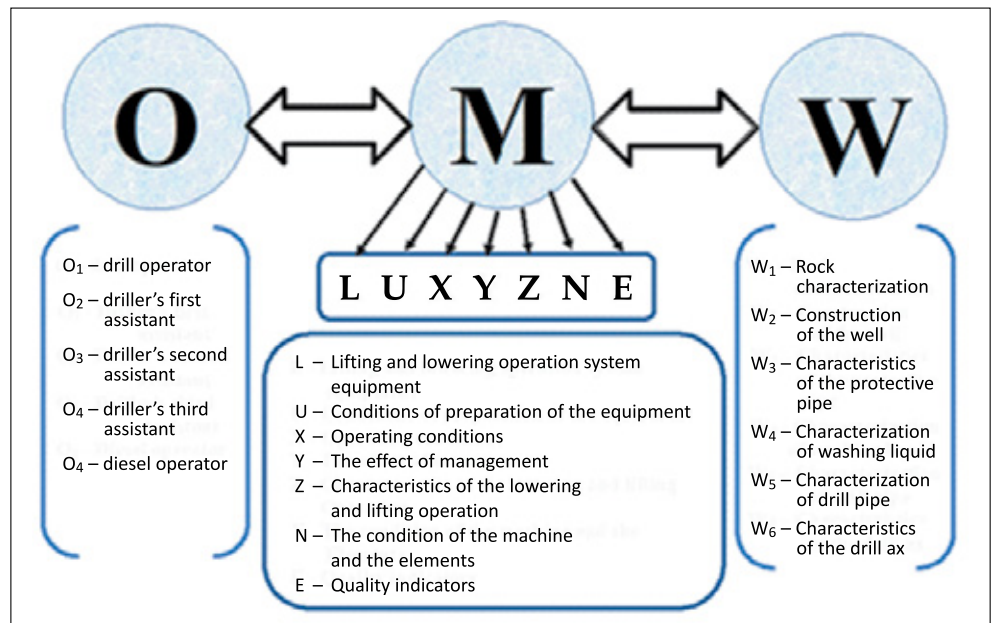 O
M
W
L U X Y Z N E
O₁ – drill operator
O₂ – driller's first
assistant
O₃ – driller's second
assistant
O₄ – driller's third
assistant
O₄ – diesel operator
L – Lifting and lowering operation system
equipment
U – Conditions of preparation of the equipment
X – Operating conditions
Y – The effect of management
Z – Characteristics of the lowering
and lifting operation
N – The condition of the machine
and the elements
E – Quality indicators
W₁ – Rock
characterization
W₂ – Construction
of the well
W₃ – Characteristics
of the protective
pipe
W₄ – Characterization
of washing liquid
W₅ – Characterization
of drill pipe
W₆ – Characteristics
of the drill ax